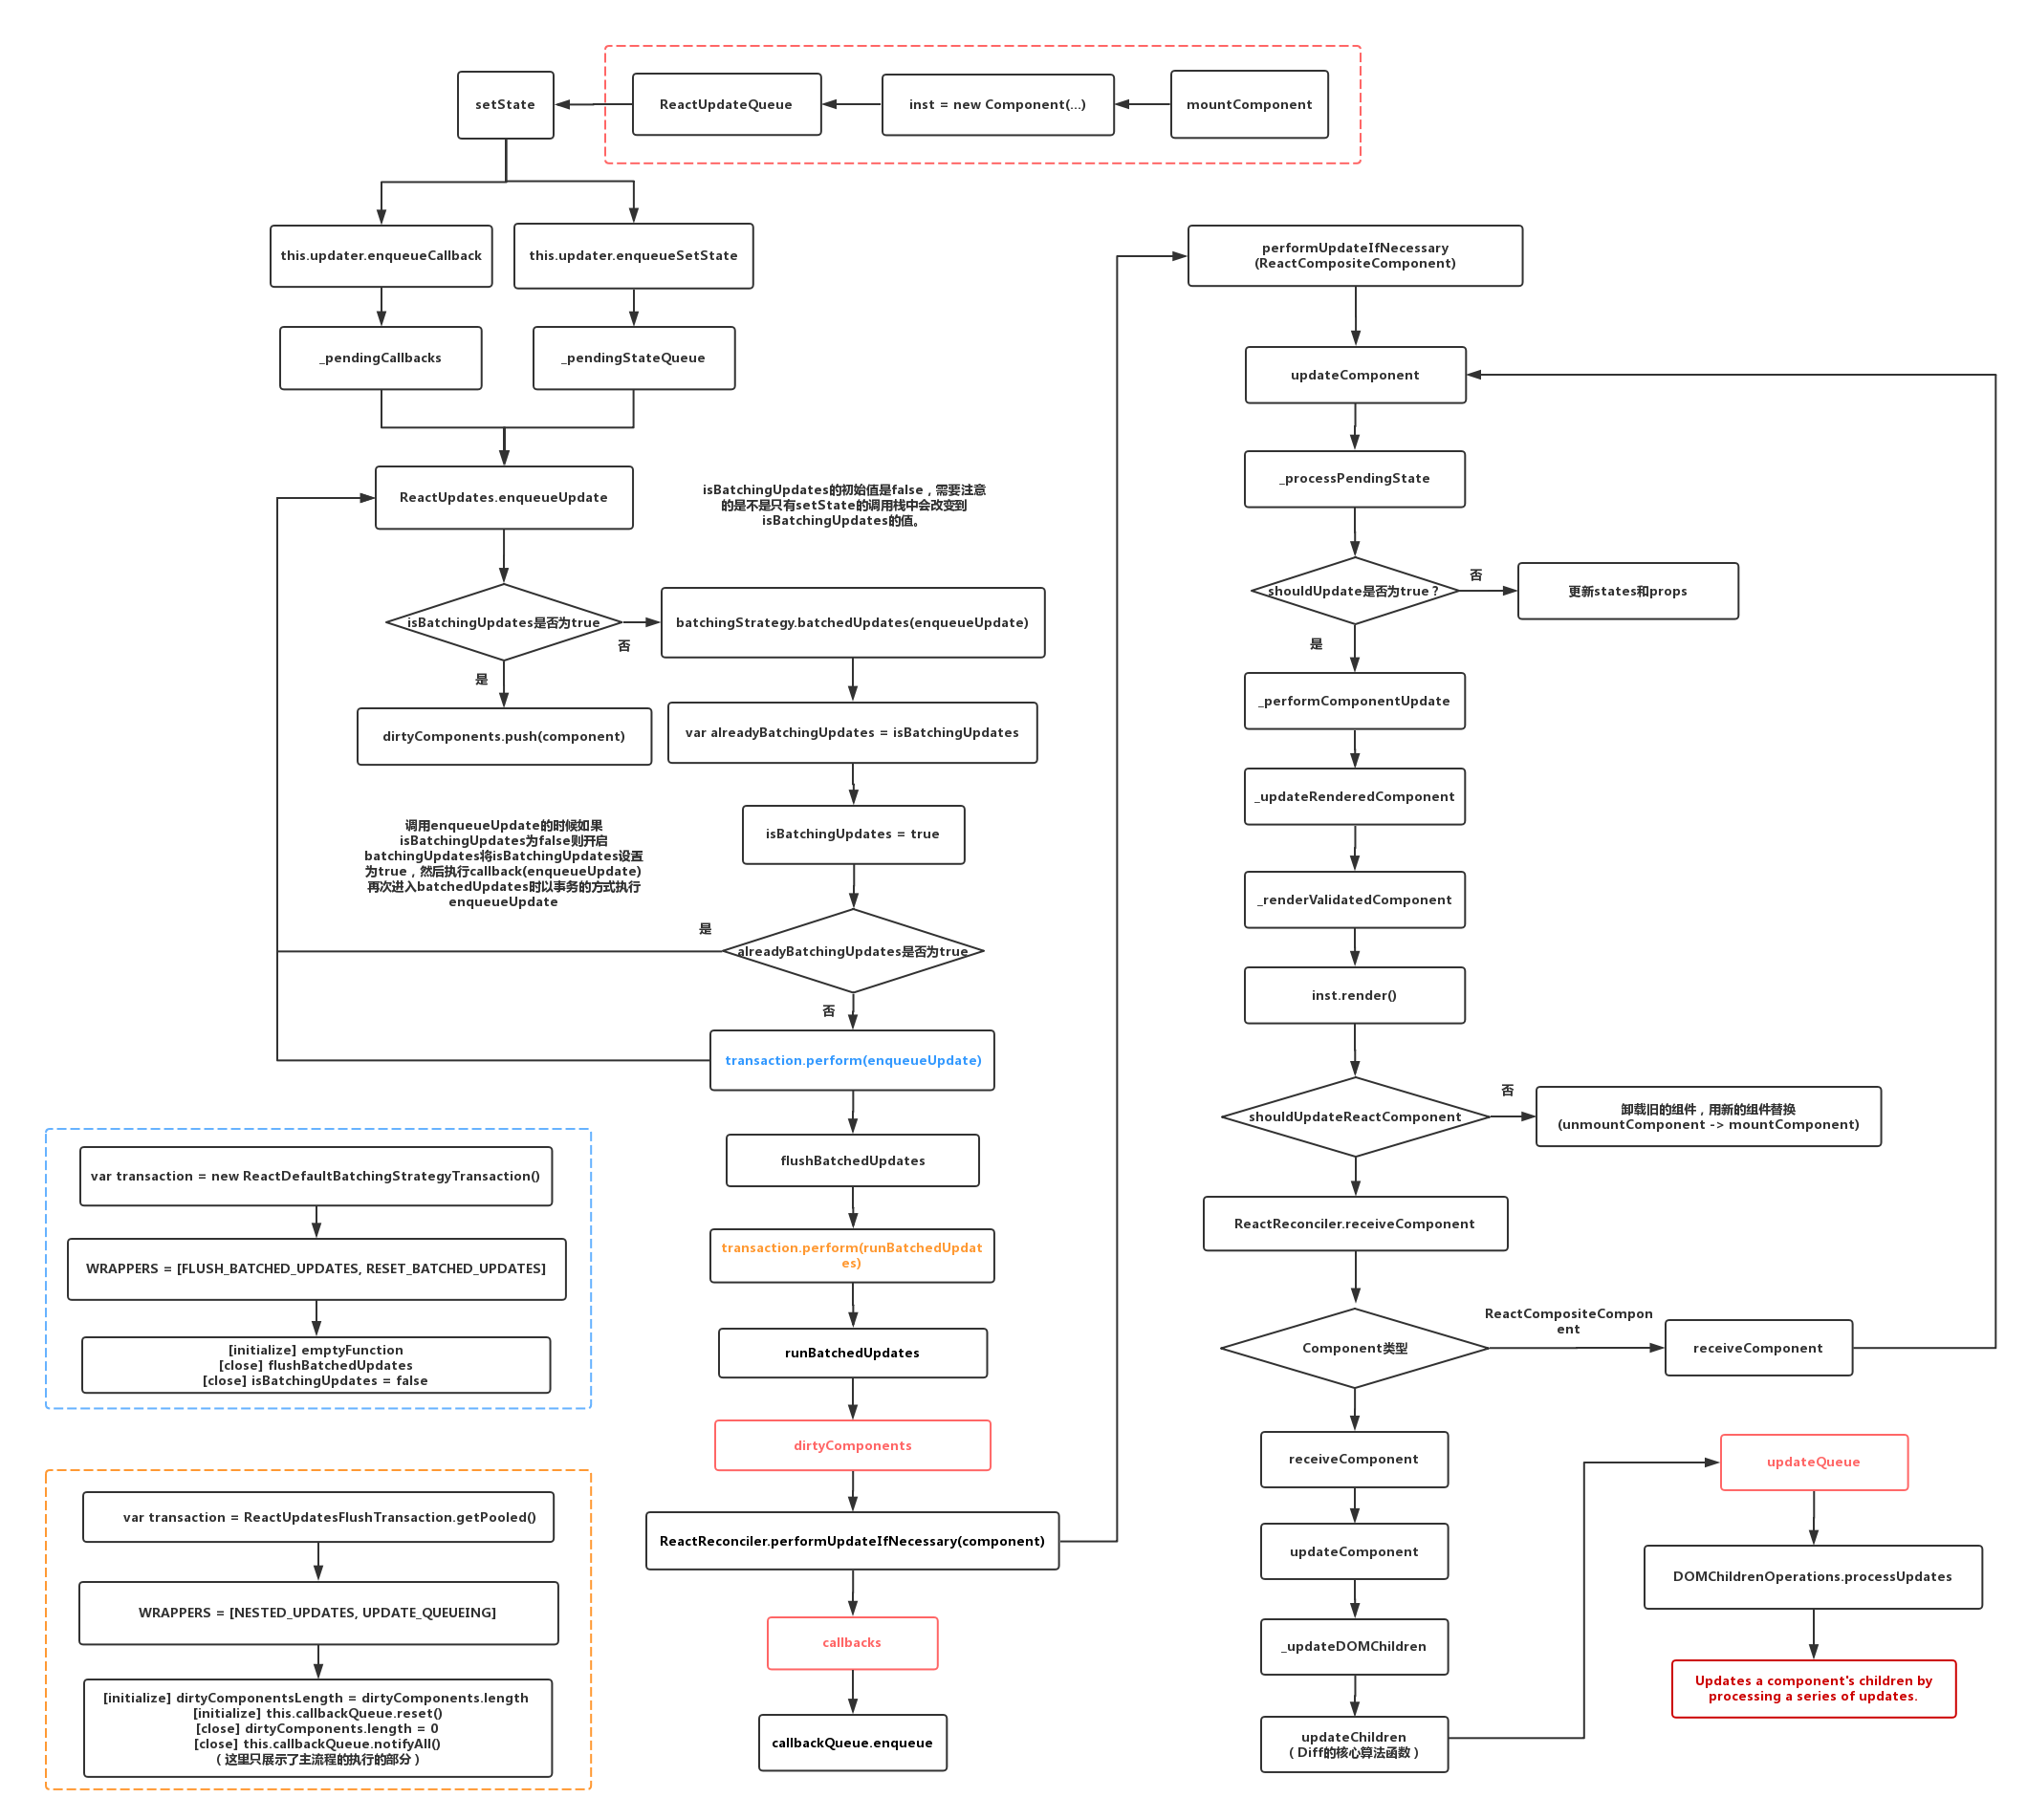 setState
ReactUpdateQueue
inst = new Component(...)
mountComponent
this.updater.enqueueCallback
this.updater.enqueueSetState
_pendingCallbacks
_pendingStateQueue
ReactUpdates.enqueueUpdate
isBatchingUpdates的初始值是false，需要注意
的是不是只有setState的调用栈中会改变到
isBatchingUpdates的值。
isBatchingUpdates是否为true
否
batchingStrategy.batchedUpdates(enqueueUpdate)
是
dirtyComponents.push(component)
var alreadyBatchingUpdates = isBatchingUpdates
isBatchingUpdates = true
调用enqueueUpdate的时候如果
isBatchingUpdates为false则开启
batchingUpdates将isBatchingUpdates设置
为true，然后执行callback(enqueueUpdate)
再次进入batchedUpdates时以事务的方式执行
enqueueUpdate
是
alreadyBatchingUpdates是否为true
否
transaction.perform(enqueueUpdate)
flushBatchedUpdates
transaction.perform(runBatchedUpdat
es)
runBatchedUpdates
dirtyComponents
ReactReconciler.performUpdateIfNecessary(component)
callbacks
callbackQueue.enqueue
var transaction = new ReactDefaultBatchingStrategyTransaction()
WRAPPERS = [FLUSH_BATCHED_UPDATES, RESET_BATCHED_UPDATES]
[initialize] emptyFunction
[close] flushBatchedUpdates
[close] isBatchingUpdates = false
var transaction = ReactUpdatesFlushTransaction.getPooled()
WRAPPERS = [NESTED_UPDATES, UPDATE_QUEUEING]
[initialize] dirtyComponentsLength = dirtyComponents.length
[initialize] this.callbackQueue.reset()
[close] dirtyComponents.length = 0
[close] this.callbackQueue.notifyAll()
（这里只展示了主流程的执行的部分）
performUpdateIfNecessary
(ReactCompositeComponent)
updateComponent
_processPendingState
shouldUpdate是否为true？
否
更新states和props
是
_performComponentUpdate
_updateRenderedComponent
_renderValidatedComponent
inst.render()
shouldUpdateReactComponent
否
卸载旧的组件，用新的组件替换
(unmountComponent -> mountComponent)
ReactReconciler.receiveComponent
Component类型
ReactCompositeCompon
ent
receiveComponent
receiveComponent
updateComponent
_updateDOMChildren
updateChildren
（Diff的核心算法函数）
updateQueue
DOMChildrenOperations.processUpdates
Updates a component's children by
processing a series of updates.